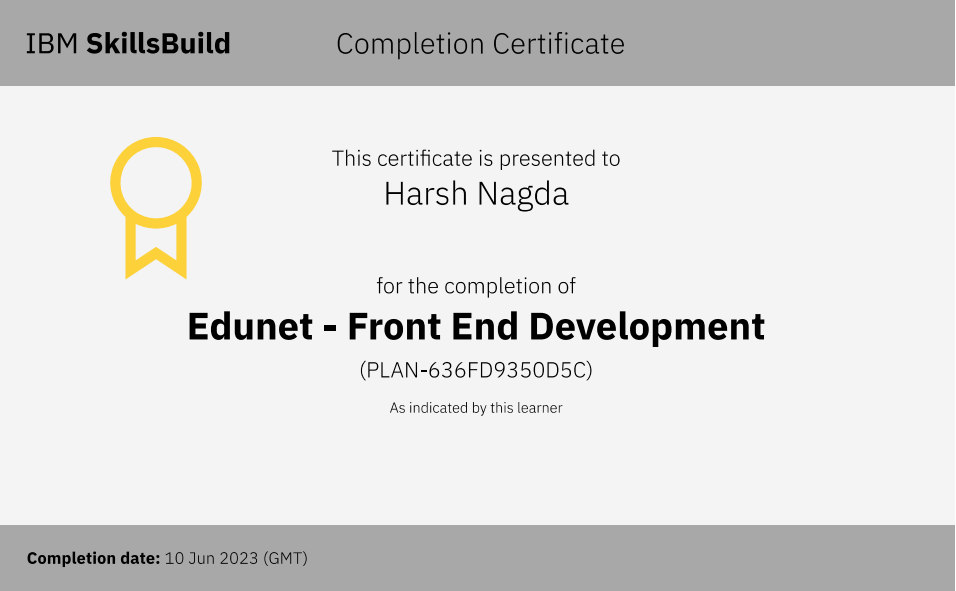 IBM SkillsBuild
Completion Certificate
This certificate is presented to
Harsh Nagda
for the completion of
Edunet - Front End Development
(PLAN-636FD9350D5C)
As indicated by this learner
Completion date: 10 Jun 2023 (GMT)